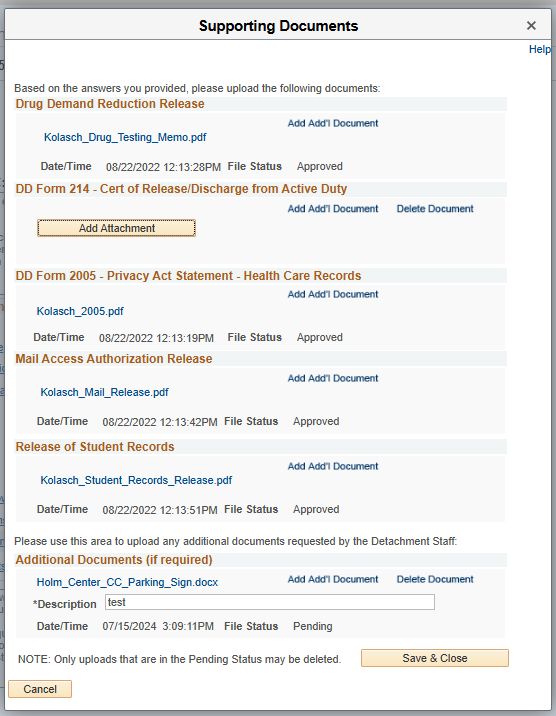 Supporting Documents ×
Help
Based on the answers you provided, please upload the following documents:
Drug Demand Reduction Release
Add Add'l Document
Kolasch_Drug_Testing_Memo.pdf
Date/Time 08/22/2022 12:13:28PM File Status Approved
DD Form 214 - Cert of Release/Discharge from Active Duty
Add Add'l Document Delete Document
Add Attachment
DD Form 2005 - Privacy Act Statement - Health Care Records
Add Add'l Document
Kolasch_2005.pdf
Date/Time 08/22/2022 12:13:19PM File Status Approved
Mail Access Authorization Release
Add Add'l Document
Kolasch_Mail_Release.pdf
Date/Time 08/22/2022 12:13:42PM File Status Approved
Release of Student Records
Add Add'l Document
Kolasch_Student_Records_Release.pdf
Date/Time 08/22/2022 12:13:51PM File Status Approved
Please use this area to upload any additional documents requested by the Detachment Staff:
Additional Documents (if required)
Holm_Center_CC_Parking_Sign.docx Add Add'l Document Delete Document
*Description test
Date/Time 07/15/2024 3:09:11PM File Status Pending
NOTE: Only uploads that are in the Pending Status may be deleted. Save & Close
Cancel